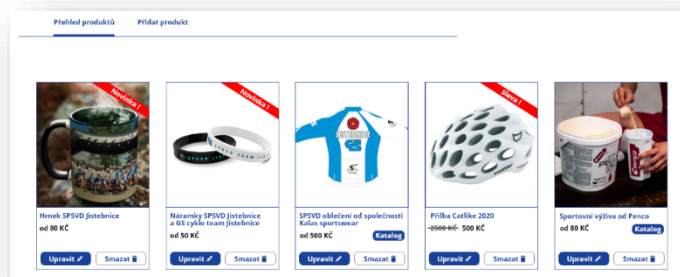 Přehled produktů
Přidat produkt
Novinka !
Novinka !
Sleva !
JISTEBNICE
Hrnek SPSVD Jistebnice
od 80 KČ
Upravit
Smazat
Náramky SPSVD Jistebnice
a GS cyklo team Jistebnice
od 50 KČ
Upravit
Smazat
SPSVD oblečení od společnosti
Kalas sportswear
od 500 KČ
Katalog
Upravit
Smazat
Přilba Catlike 2020
2500 KČ 500 KČ
Upravit
Smazat
Sportovní výživa od Penco
od 80 KČ
Katalog
Upravit
Smazat